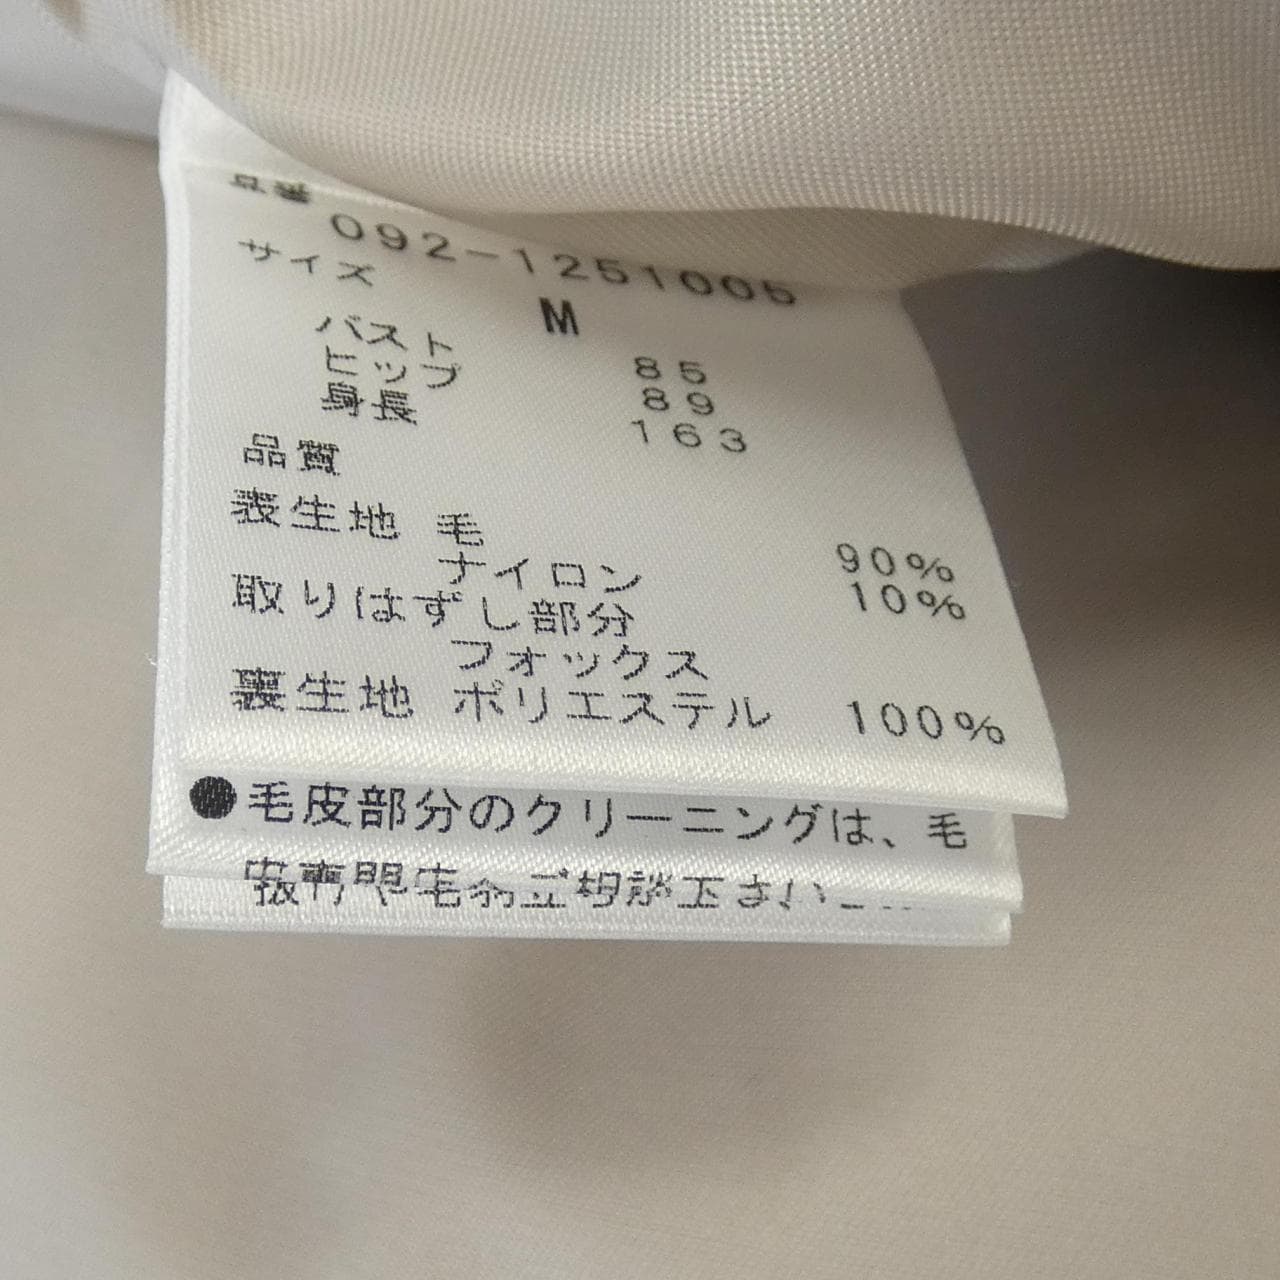 品番 092-1251005
サイズ M
バスト 85
ヒップ 89
身長 163
品質
表生地 毛 90%
ナイロン 10%
取りはずし部分
フォックス
裏生地 ポリエステル 100%
●毛皮部分のクリーニングは、毛